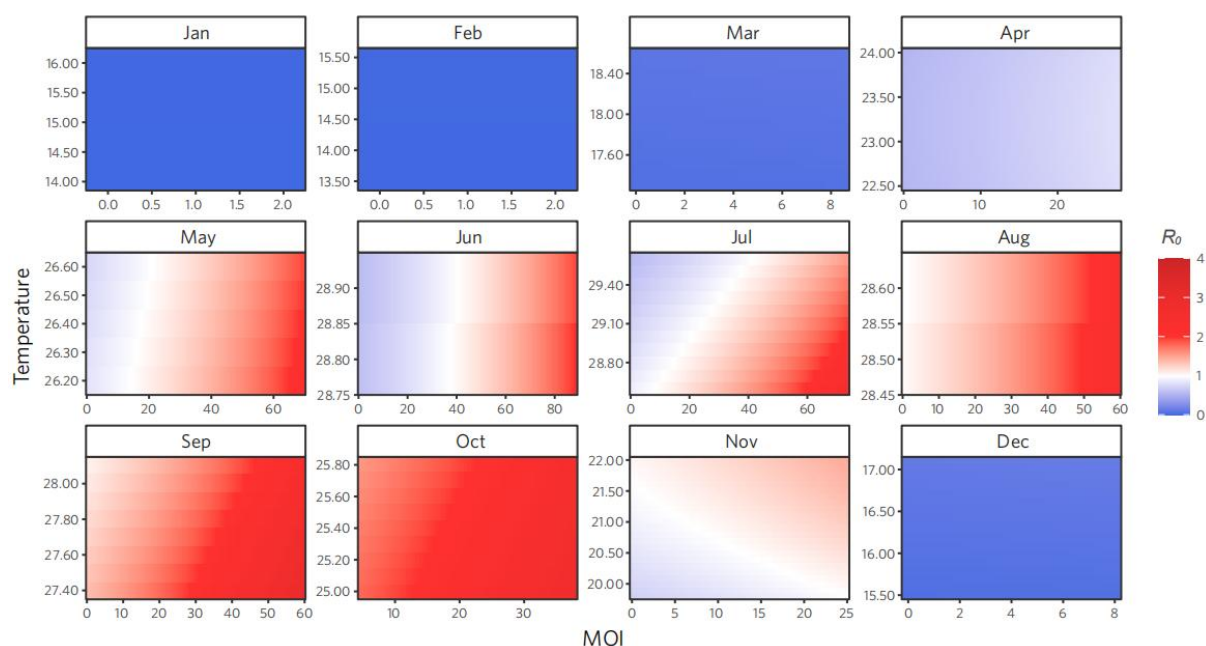 Jan Feb Mar Apr
16.00 15.50 15.00 14.50 14.00
0.0 0.5 1.0 1.5 2.0
15.50 15.00 14.50 14.00 13.50
0.0 0.5 1.0 1.5 2.0
18.40 18.00 17.60
0 2 4 6 8
24.00 23.50 23.00 22.50
0 10 20
May Jun Jul Aug
26.60 26.50 26.40 26.30 26.20
0 20 40 60
28.90 28.85 28.80 28.75
0 20 40 60 80
29.40 29.10 28.80
0 20 40 60
28.60 28.55 28.50 28.45
0 10 20 30 40 50 60
Sep Oct Nov Dec
28.00 27.80 27.60 27.40
0 10 20 30 40 50 60
25.80 25.60 25.40 25.20 25.00
10 20 30
22.00 21.50 21.00 20.50 20.00
0 5 10 15 20 25
17.00 16.50 16.00 15.50
0 2 4 6 8
Temperature
MOI
R₀
4
3
2
1
0